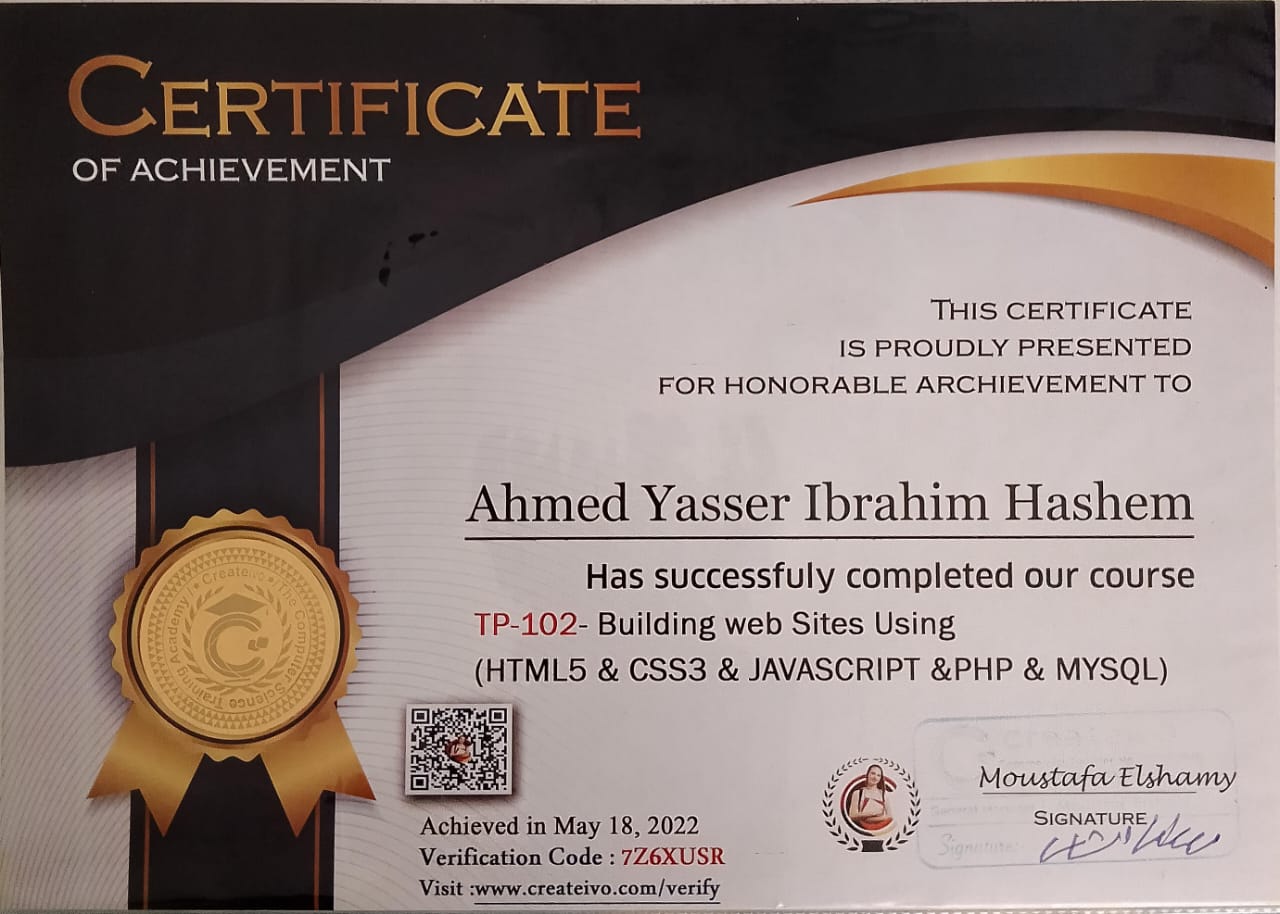 CERTIFICATE
OF ACHIEVEMENT
THIS CERTIFICATE
IS PROUDLY PRESENTED
FOR HONORABLE ARCHIEVEMENT TO
Ahmed Yasser Ibrahim Hashem
Has successfuly completed our course
TP-102- Building web Sites Using
(HTML5 & CSS3 & JAVASCRIPT &PHP & MYSQL)
Createivo • The Computer Science Training Academy
Achieved in May 18, 2022
Verification Code : 7Z6XUSR
Visit :www.createivo.com/verify
Moustafa Elshamy
SIGNATURE
Signature: